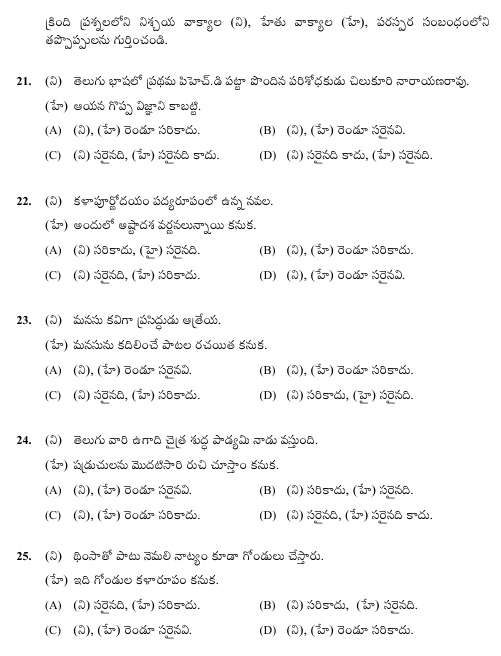 క్రింది ప్రశ్నలలోని నిశ్చయ వాక్యాల (ని), హేతు వాక్యాల (హే), పరస్పర సంబంధంలోని
తప్పొప్పులను గుర్తించండి.
21. (ని) తెలుగు భాషలో ప్రథమ పిహెచ్.డి పట్టా పొందిన పరిశోధకుడు చిలుకూరి నారాయణరావు.
(హే) ఆయన గొప్ప విజ్ఞాని కాబట్టి.
(A) (ని), (హే) రెండూ సరికాదు. (B) (ని), (హే) రెండూ సరైనవి.
(C) (ని) సరైనది, (హే) సరైనది కాదు. (D) (ని) సరైనది కాదు, (హే) సరైనది.
22. (ని) కళాపూర్ణోదయం పద్యరూపంలో ఉన్న నవల.
(హే) అందులో అష్టాదశ వర్ణనలున్నాయి కనుక.
(A) (ని) సరికాదు, (హై) సరైనది. (B) (ని), (హే) రెండూ సరికాదు.
(C) (ని) సరైనది, (హే) సరికాదు. (D) (ని), (హే) రెండూ సరైనవి.
23. (ని) మనసు కవిగా ప్రసిద్ధుడు ఆత్రేయ.
(హే) మనసును కదిలించే పాటల రచయిత కనుక.
(A) (ని), (హే) రెండూ సరైనవి. (B) (ని), (హే) రెండూ సరికాదు.
(C) (ని) సరైనది, (హే) సరికాదు. (D) (ని) సరికాదు, (హై) సరైనది.
24. (ని) తెలుగు వారి ఉగాది చైత్ర శుద్ధ పాడ్యమి నాడు వస్తుంది.
(హే) షడ్రుచులను మొదటిసారి రుచి చూస్తాం కనుక.
(A) (ని), (హే) రెండూ సరైనవి. (B) (ని) సరికాదు, (హే) సరైనది.
(C) (ని), (హే) రెండూ సరికాదు. (D) (ని) సరైనది, (హే) సరైనది కాదు.
25. (ని) థింసాతో పాటు నెమలి నాట్యం కూడా గోండులు చేస్తారు.
(హే) ఇది గోండుల కళారూపం కనుక.
(A) (ని) సరైనది, (హే) సరికాదు. (B) (ని) సరికాదు, (హే) సరైనది.
(C) (ని), (హే) రెండూ సరైనవి. (D) (ని), (హే) రెండూ సరికాదు.